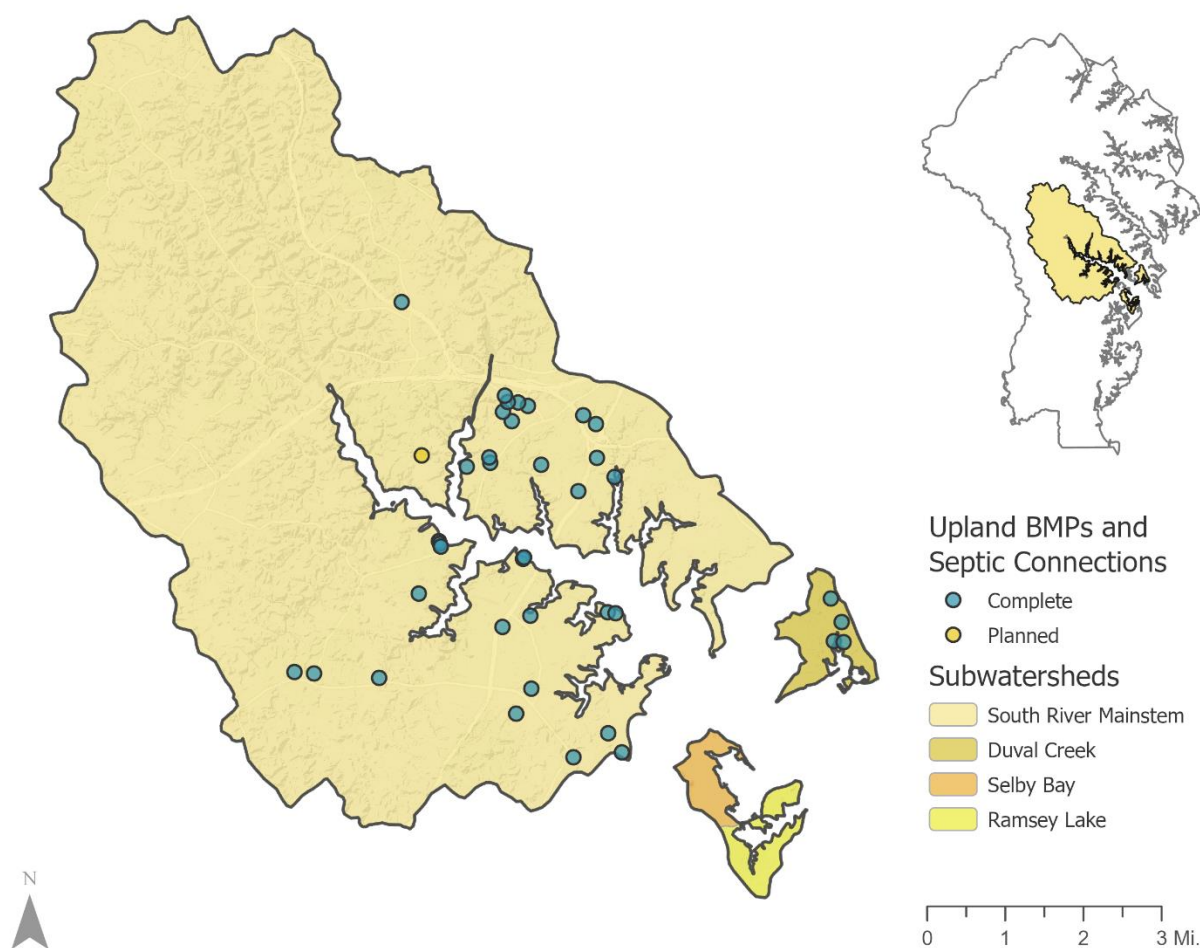 Upland BMPs and
Septic Connections
Complete
Planned
Subwatersheds
South River Mainstem
Duval Creek
Selby Bay
Ramsey Lake
N
0 1 2 3 Mi.